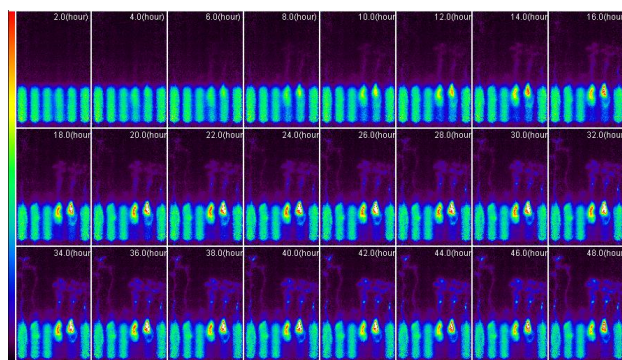 2.0(hour) 4.0(hour) 6.0(hour) 8.0(hour) 10.0(hour 12.0(hour 14.0(hour 16.0(hour
18.0(hour 20.0(hour 22.0(hour 24.0(hour 26.0(hour 28.0(hour 30.0(hour 32.0(hour
34.0(hour 36.0(hour 38.0(hour 40.0(hour 42.0(hour 44.0(hour 46.0(hour 48.0(hour